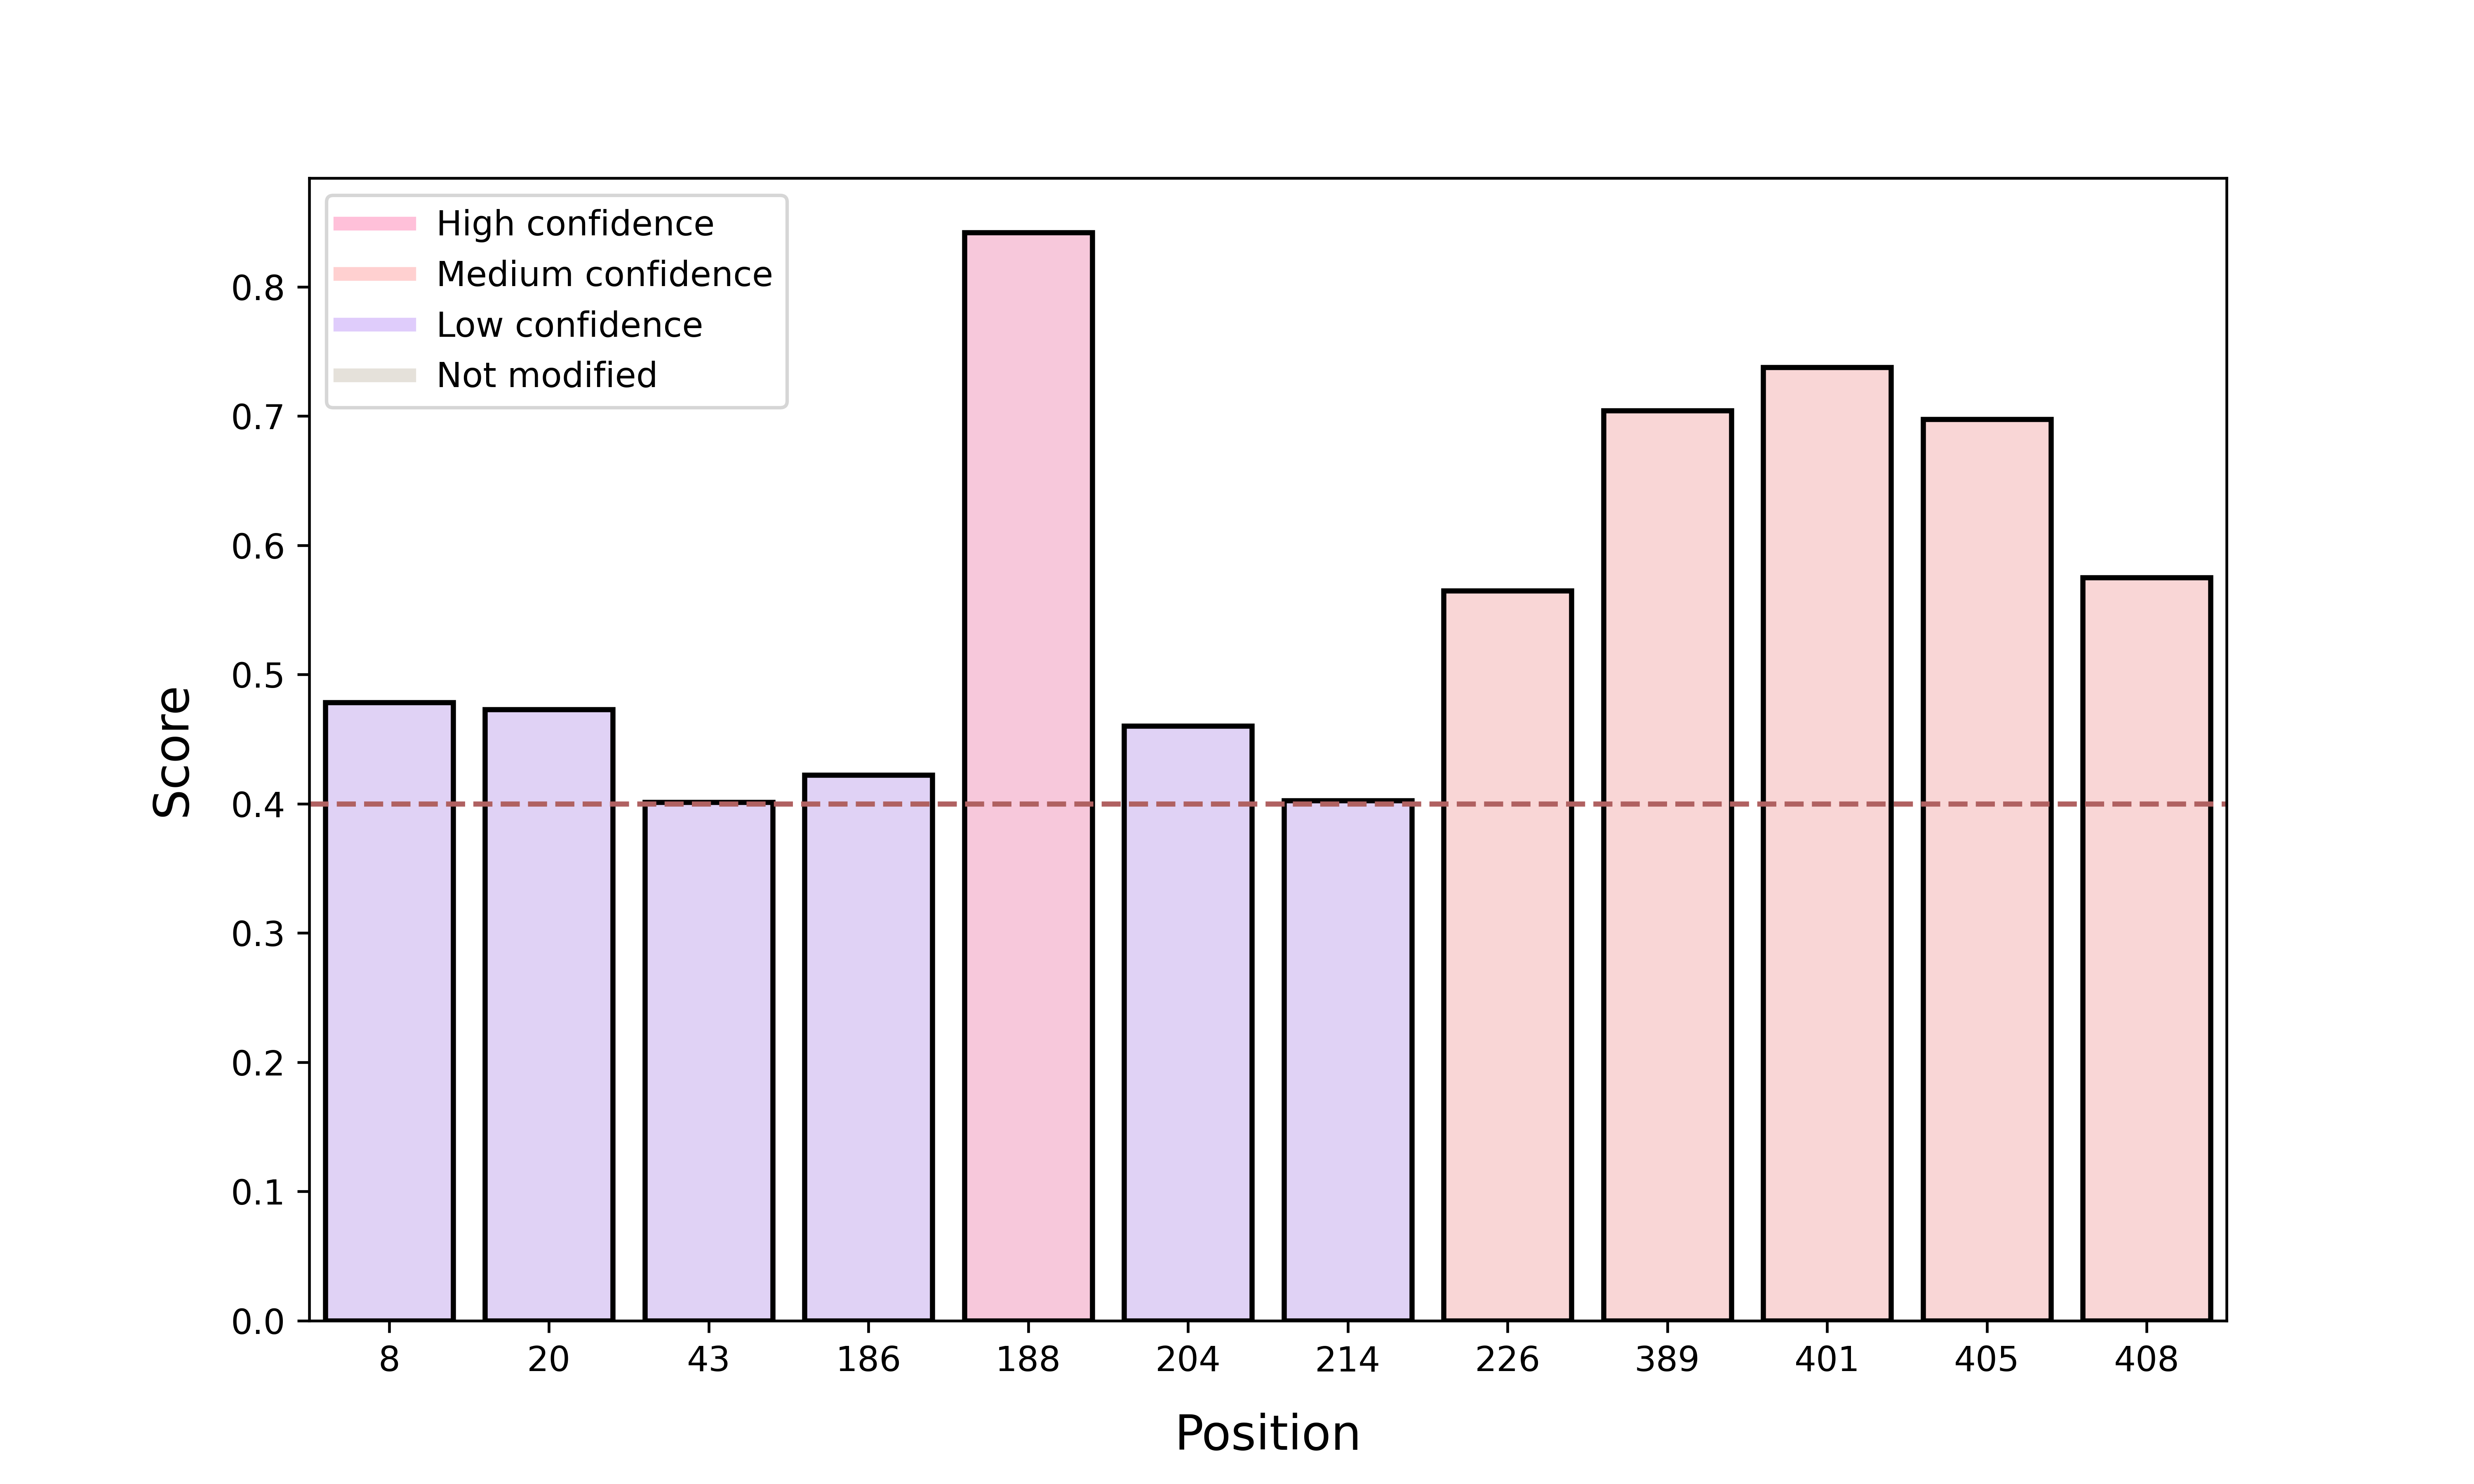 High confidence
Medium confidence
Low confidence
Not modified
0.8
0.7
0.6
0.5
0.4
0.3
0.2
0.1
0.0
Score
8 20 43 186 188 204 214 226 389 401 405 408
Position